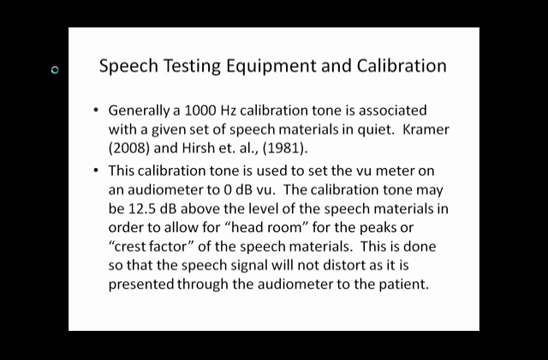 Speech Testing Equipment and Calibration
• Generally a 1000 Hz calibration tone is associated
with a given set of speech materials in quiet.  Kramer
(2008) and Hirsh et. al., (1981).
• This calibration tone is used to set the vu meter on
an audiometer to 0 dB vu.  The calibration tone may
be 12.5 dB above the level of the speech materials in
order to allow for “head room” for the peaks or
“crest factor” of the speech materials.  This is done
so that the speech signal will not distort as it is
presented through the audiometer to the patient.